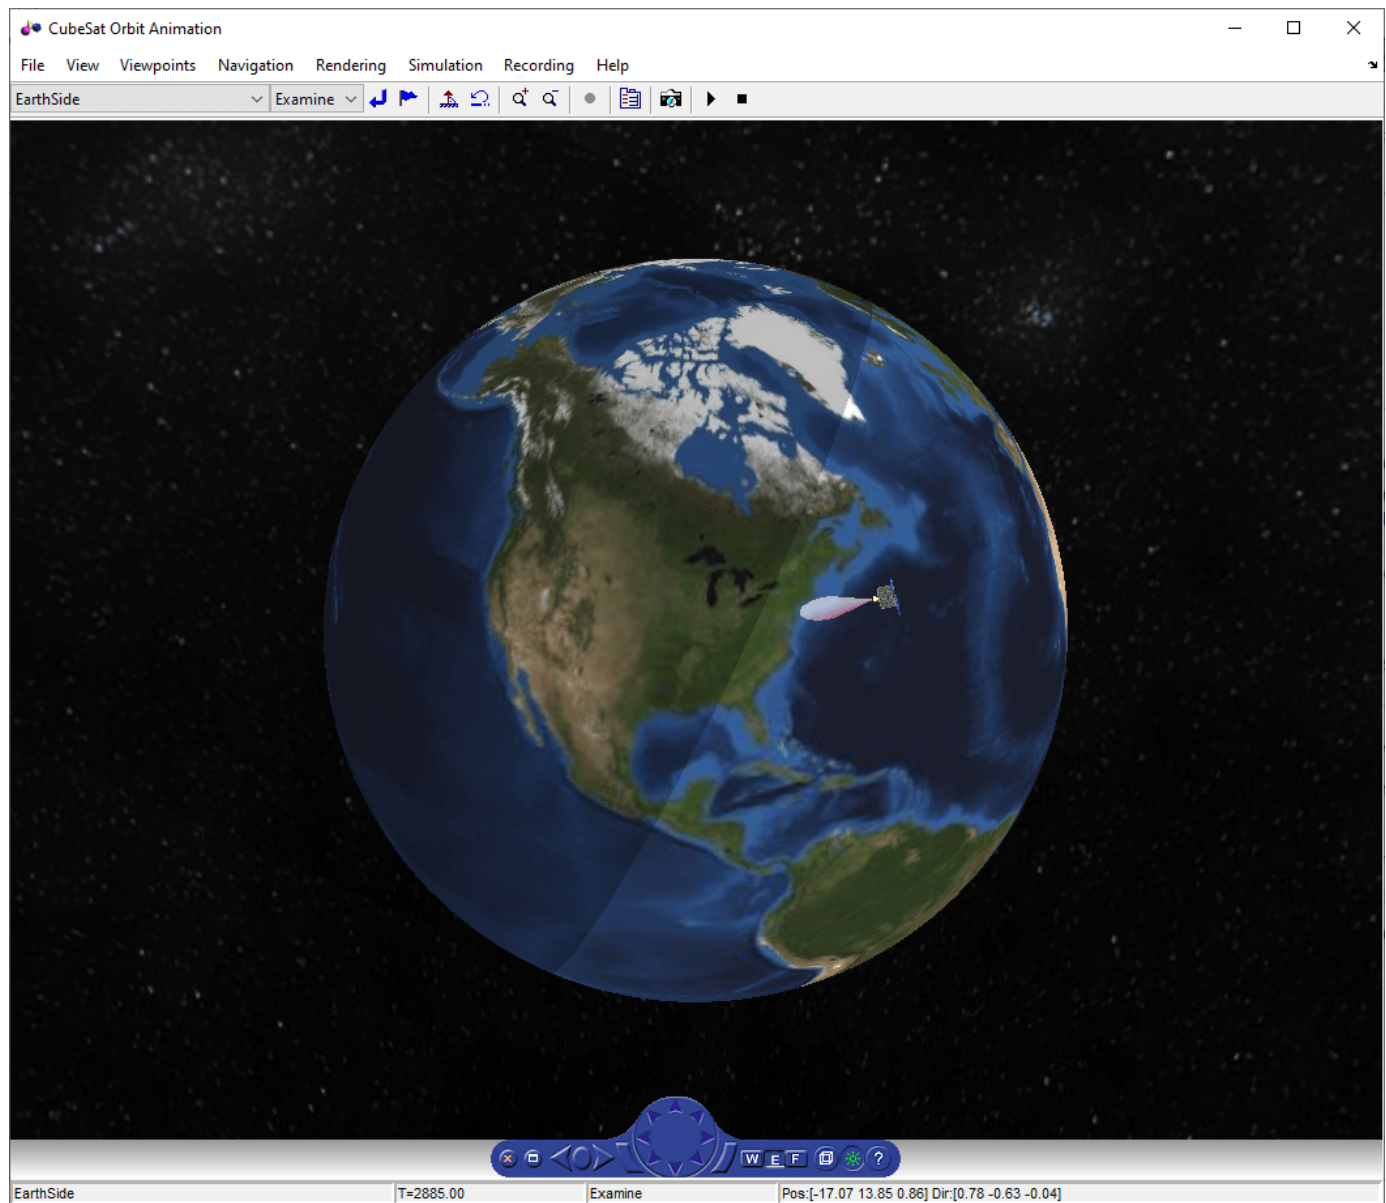 CubeSat Orbit Animation
File View Viewpoints Navigation Rendering Simulation Recording Help
EarthSide Examine
W E F ?
EarthSide T=2885.00 Examine Pos:[-17.07 13.85 0.86] Dir:[0.78 -0.63 -0.04]